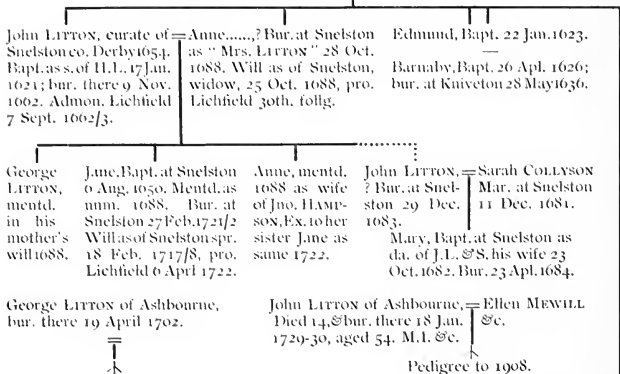 John LITTON, curate of
Snelston co. Derby 1654.
Bapt. as s. of H.L. 17 Jan.
1621; bur. there 9 Nov.
1662. Admon. Lichfield
7 Sept. 1662/3.
=Anne......,? Bur. at Snelston
as "Mrs. LITTON" 28 Oct.
1688. Will as of Snelston,
widow, 25 Oct. 1688, pro.
Lichfield 30th. follg.
Edmund, Bapt. 22 Jan. 1623.
—
Barnaby, Bapt. 26 Apl. 1626;
bur. at Kniveton 28 May 1636.
George
LITTON,
mentd.
in his
mother's
will 1688.
Jane, Bapt. at Snelston
6 Aug. 1650. Mentd. as
unm. 1688. Bur. at
Snelston 27 Feb. 1721/2
Will as of Snelston spr.
18 Feb. 1717/8, pro.
Lichfield 6 Aprl 1722.
Anne, mentd.
1688 as wife
of Jno. HAMP-
SON, Ex. to her
sister Jane as
same 1722.
John LITTON,
? Bur. at Snel-
ston 29 Dec.
1683.
=Sarah COLLYSON
Mar. at Snelston
11 Dec. 1681.
Mary, Bapt. at Snelston as
da. of J.L. & S. his wife 23
Oct. 1682. Bur. 23 Apl. 1684.
George LITTON of Ashbourne,
bur. there 19 April 1702.
=
John LITTON of Ashbourne,
Died 14, & bur. there 18 Jan.
1729-30, aged 54. M.I. &c.
=Ellen MEWILL
&c.
Pedigree to 1908.